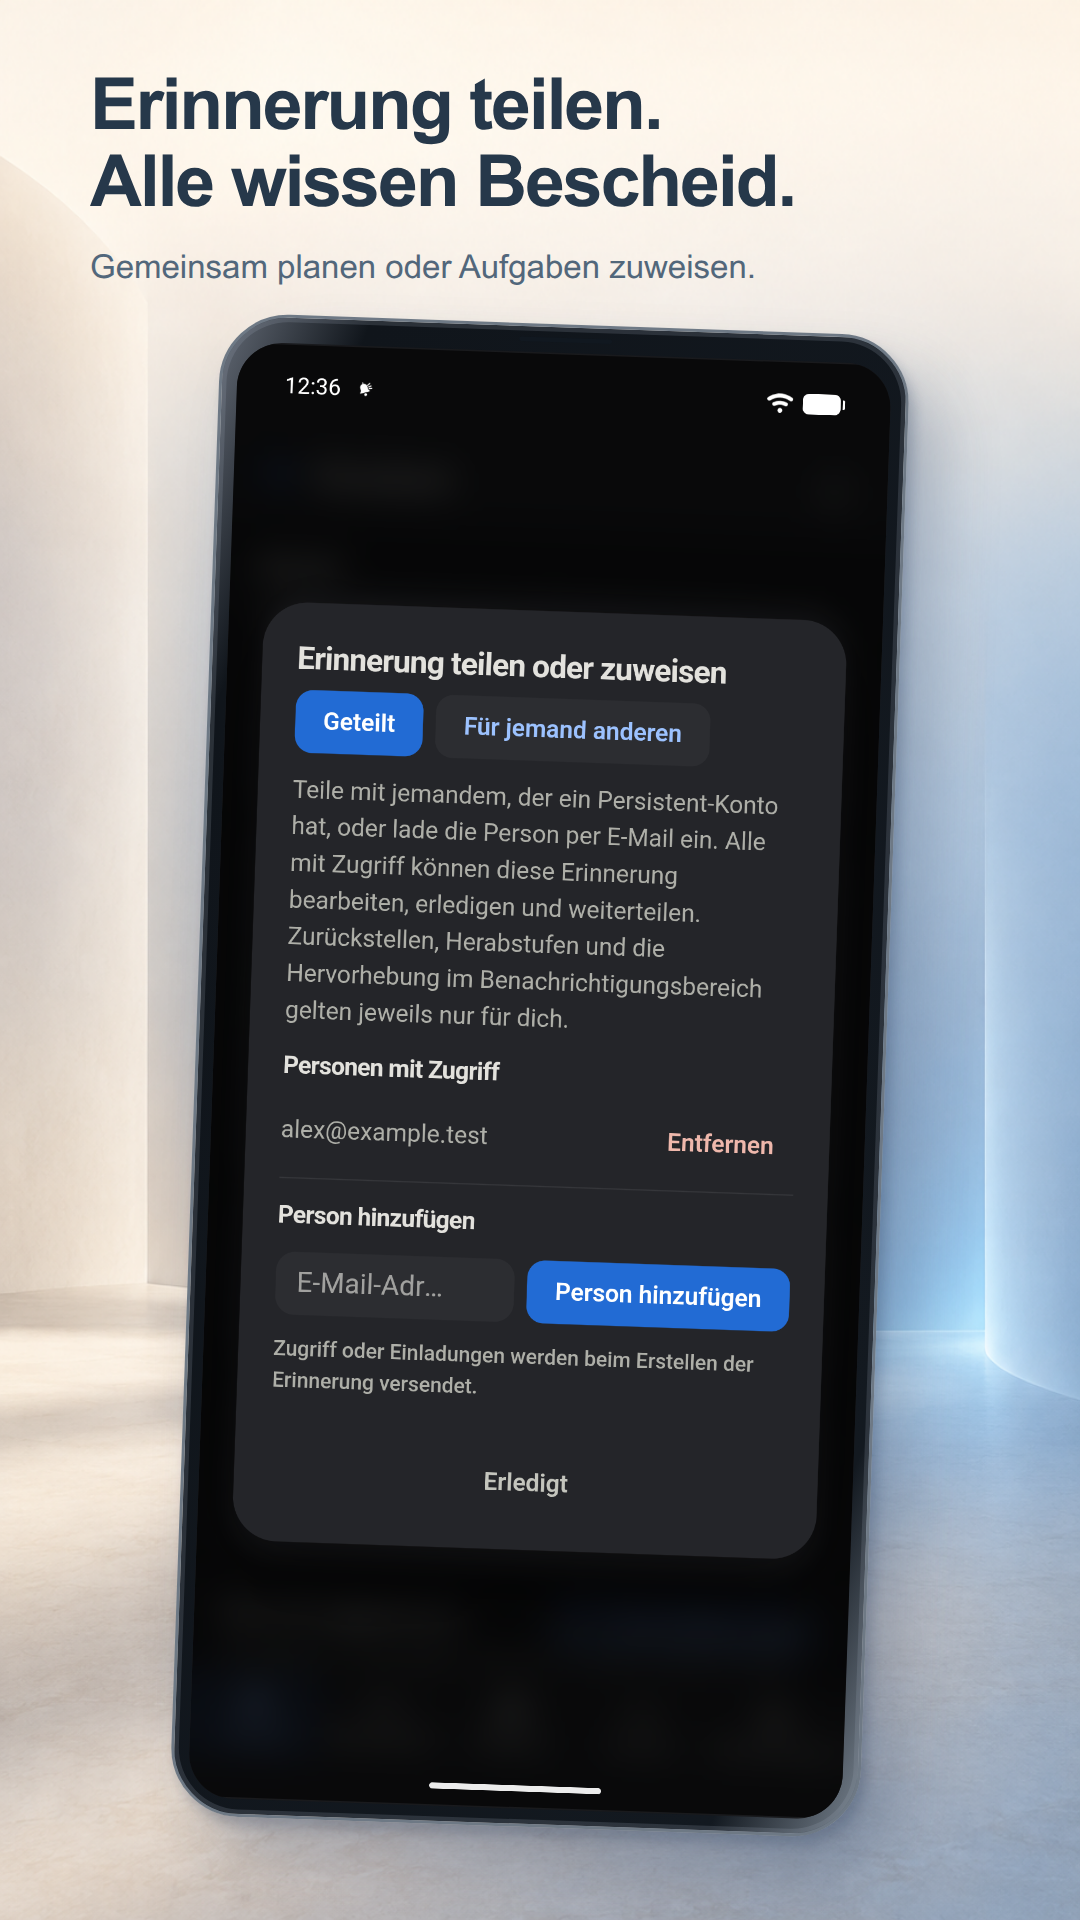 Erinnerung teilen.
Alle wissen Bescheid.
Gemeinsam planen oder Aufgaben zuweisen.
12:36
Erinnerung teilen oder zuweisen
Geteilt
Für jemand anderen
Teile mit jemandem, der ein Persistent-Konto
hat, oder lade die Person per E-Mail ein. Alle
mit Zugriff können diese Erinnerung
bearbeiten, erledigen und weiterteilen.
Zurückstellen, Herabstufen und die
Hervorhebung im Benachrichtigungsbereich
gelten jeweils nur für dich.
Personen mit Zugriff
alex@example.test
Entfernen
Person hinzufügen
E-Mail-Adr...
Person hinzufügen
Zugriff oder Einladungen werden beim Erstellen der
Erinnerung versendet.
Erledigt